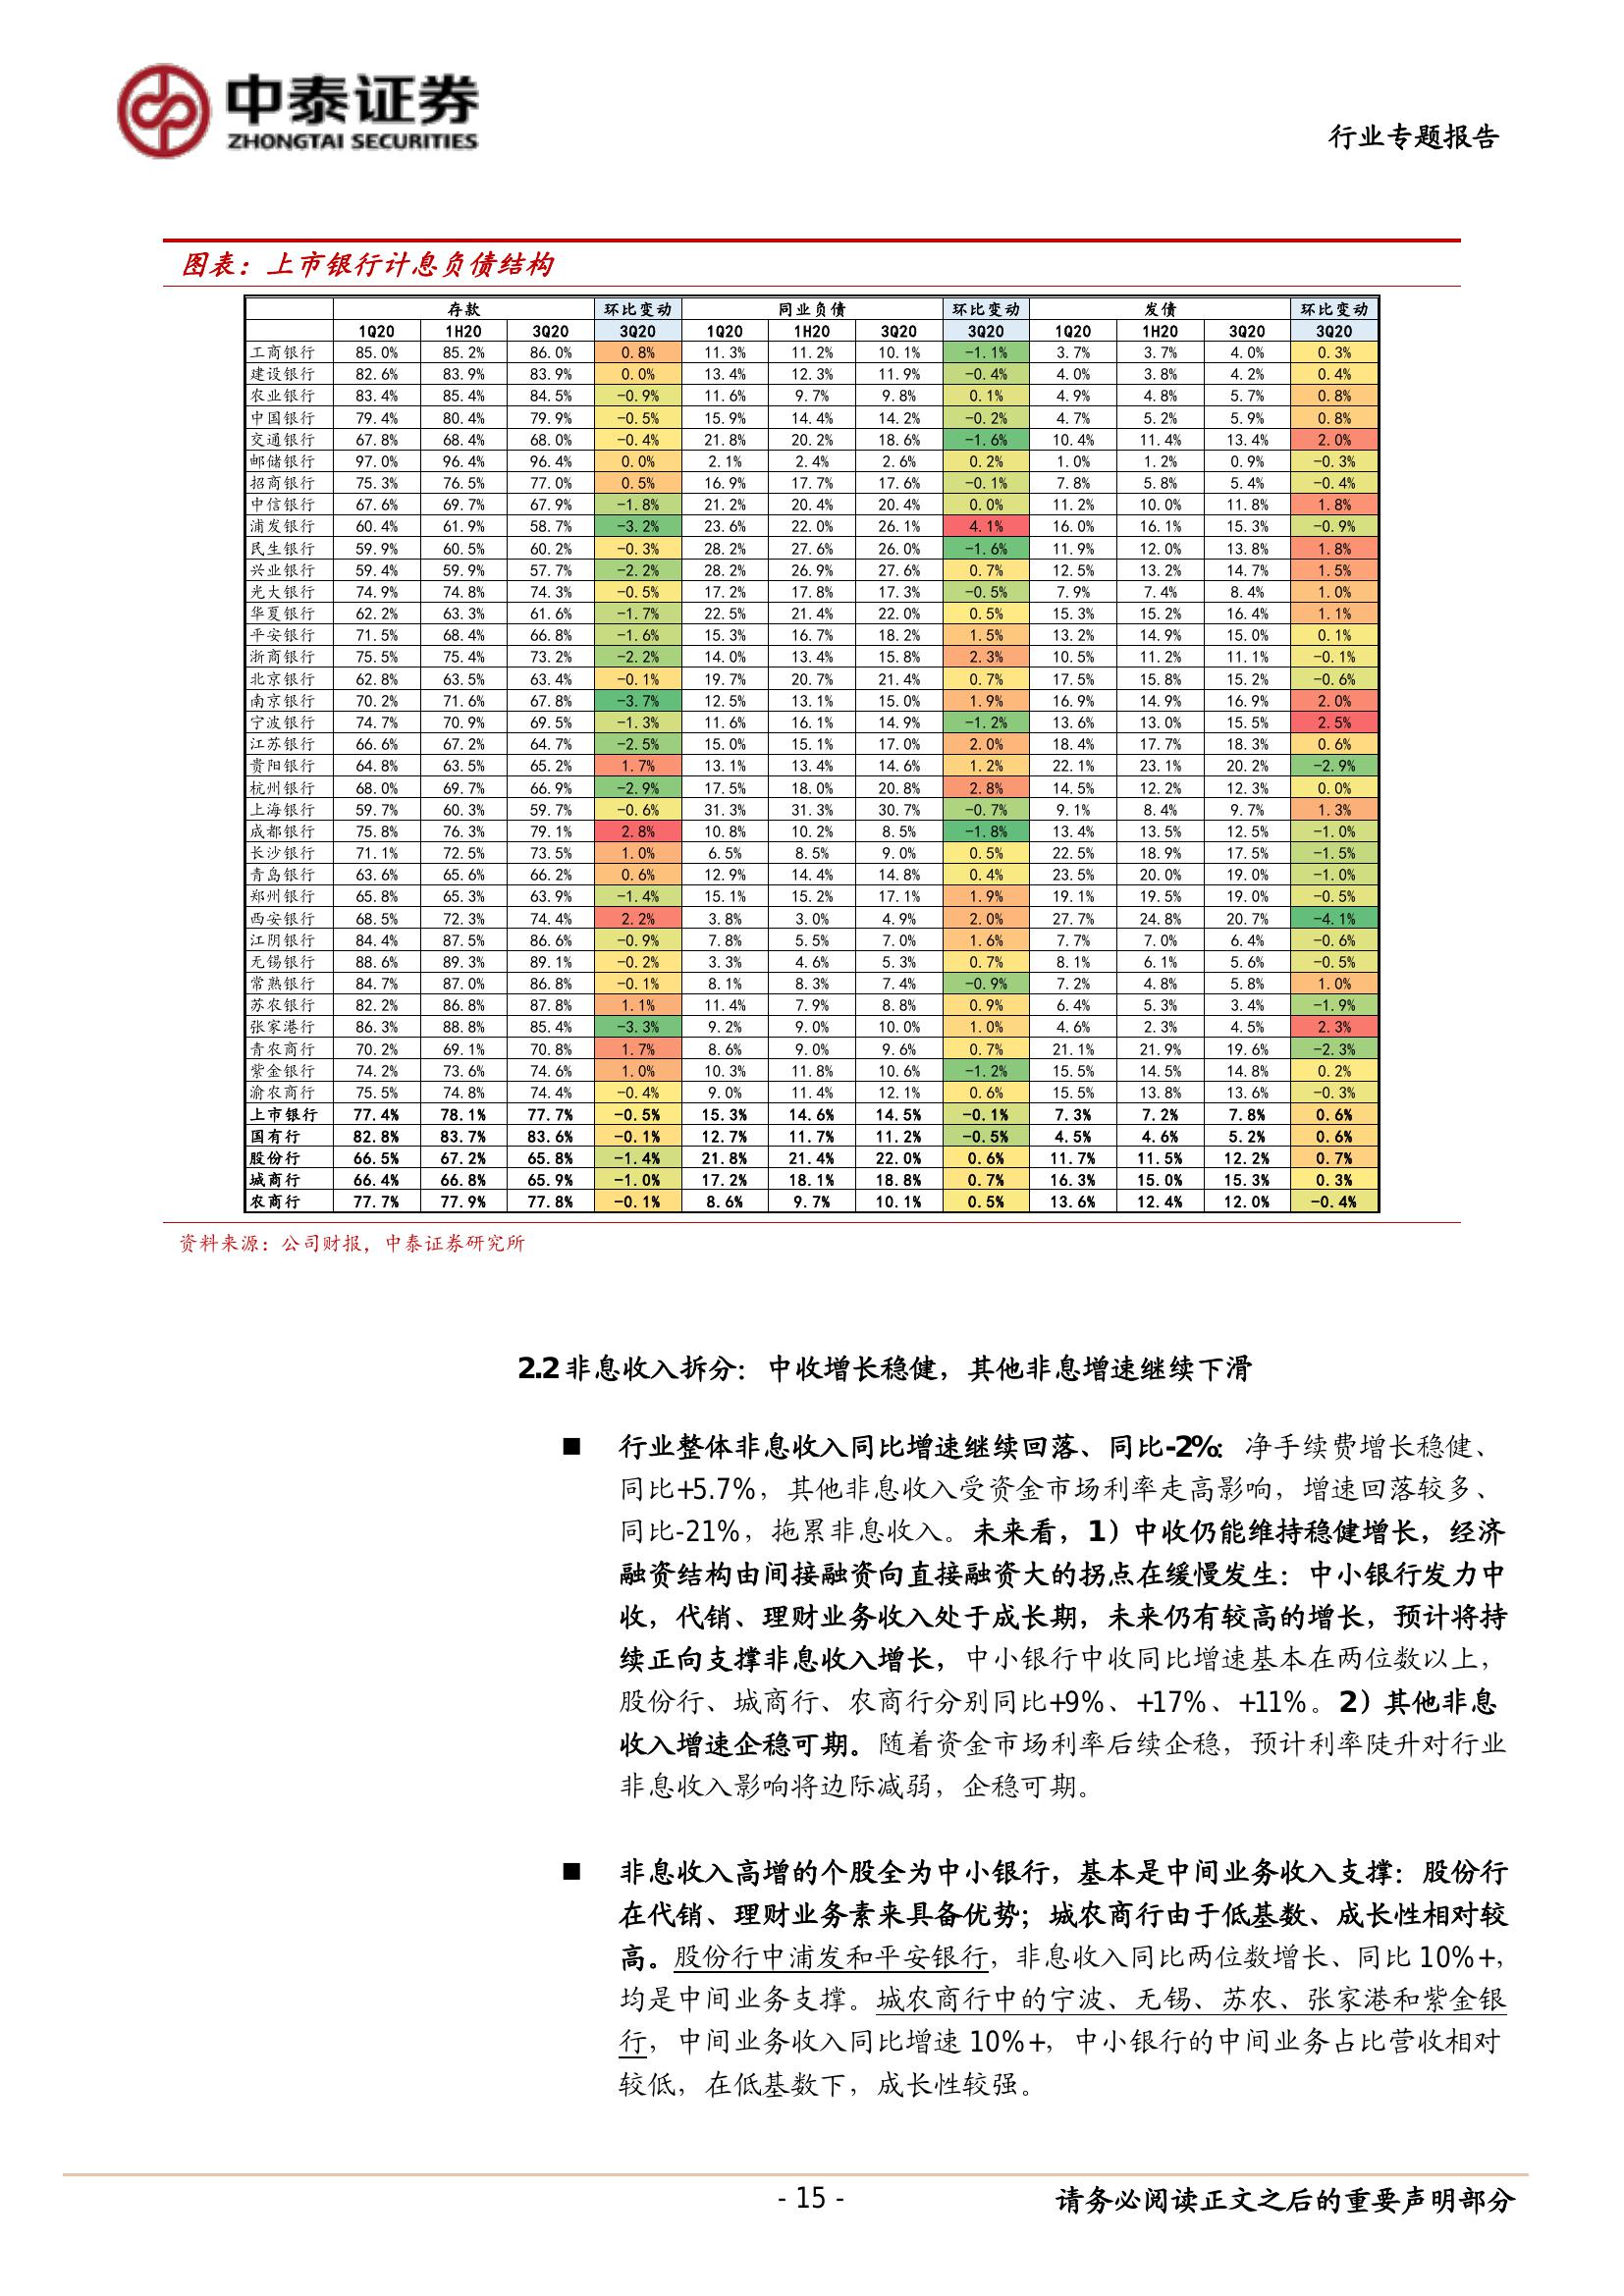 中泰证券
ZHONGTAI SECURITIES
行业专题报告
图表：上市银行计息负债结构
存款 环比变动 同业负债 环比变动 发债 环比变动
1Q20 1H20 3Q20 3Q20 1Q20 1H20 3Q20 3Q20 1Q20 1H20 3Q20 3Q20
工商银行 85.0% 85.2% 86.0% 0.8% 11.3% 11.2% 10.1% -1.1% 3.7% 3.7% 4.0% 0.3%
建设银行 82.6% 83.9% 83.9% 0.0% 13.4% 12.3% 11.9% -0.4% 4.0% 3.8% 4.2% 0.4%
农业银行 83.4% 85.4% 84.5% -0.9% 11.6% 9.7% 9.8% 0.1% 4.9% 4.8% 5.7% 0.8%
中国银行 79.4% 80.4% 79.9% -0.5% 15.9% 14.4% 14.2% -0.2% 4.7% 5.2% 5.9% 0.8%
交通银行 67.8% 68.4% 68.0% -0.4% 21.8% 20.2% 18.6% -1.6% 10.4% 11.4% 13.4% 2.0%
邮储银行 97.0% 96.4% 96.4% 0.0% 2.1% 2.4% 2.6% 0.2% 1.0% 1.2% 0.9% -0.3%
招商银行 75.3% 76.5% 77.0% 0.5% 16.9% 17.7% 17.6% -0.1% 7.8% 5.8% 5.4% -0.4%
中信银行 67.6% 69.7% 67.9% -1.8% 21.2% 20.4% 20.4% 0.0% 11.2% 10.0% 11.8% 1.8%
浦发银行 60.4% 61.9% 58.7% -3.2% 23.6% 22.0% 26.1% 4.1% 16.0% 16.1% 15.3% -0.9%
民生银行 59.9% 60.5% 60.2% -0.3% 28.2% 27.6% 26.0% -1.6% 11.9% 12.0% 13.8% 1.8%
兴业银行 59.4% 59.9% 57.7% -2.2% 28.2% 26.9% 27.6% 0.7% 12.5% 13.2% 14.7% 1.5%
光大银行 74.9% 74.8% 74.3% -0.5% 17.2% 17.8% 17.3% -0.5% 7.9% 7.4% 8.4% 1.0%
华夏银行 62.2% 63.3% 61.6% -1.7% 22.5% 21.4% 22.0% 0.5% 15.3% 15.2% 16.4% 1.1%
平安银行 71.5% 68.4% 66.8% -1.6% 15.3% 16.7% 18.2% 1.5% 13.2% 14.9% 15.0% 0.1%
浙商银行 75.5% 75.4% 73.2% -2.2% 14.0% 13.4% 15.8% 2.3% 10.5% 11.2% 11.1% -0.1%
北京银行 62.8% 63.5% 63.4% -0.1% 19.7% 20.7% 21.4% 0.7% 17.5% 15.8% 15.2% -0.6%
南京银行 70.2% 71.6% 67.8% -3.7% 12.5% 13.1% 15.0% 1.9% 16.9% 14.9% 16.9% 2.0%
宁波银行 74.7% 70.9% 69.5% -1.3% 11.6% 16.1% 14.9% -1.2% 13.6% 13.0% 15.5% 2.5%
江苏银行 66.6% 67.2% 64.7% -2.5% 15.0% 15.1% 17.0% 2.0% 18.4% 17.7% 18.3% 0.6%
贵阳银行 64.8% 63.5% 65.2% 1.7% 13.1% 13.4% 14.6% 1.2% 22.1% 23.1% 20.2% -2.9%
杭州银行 68.0% 69.7% 66.9% -2.9% 17.5% 18.0% 20.8% 2.8% 14.5% 12.2% 12.3% 0.0%
上海银行 59.7% 60.3% 59.7% -0.6% 31.3% 31.3% 30.7% -0.7% 9.1% 8.4% 9.7% 1.3%
成都银行 75.8% 76.3% 79.1% 2.8% 10.8% 10.2% 8.5% -1.8% 13.4% 13.5% 12.5% -1.0%
长沙银行 71.1% 72.5% 73.5% 1.0% 6.5% 8.5% 9.0% 0.5% 22.5% 18.9% 17.5% -1.5%
青岛银行 63.6% 65.6% 66.2% 0.6% 12.9% 14.4% 14.8% 0.4% 23.5% 20.0% 19.0% -1.0%
郑州银行 65.8% 65.3% 63.9% -1.4% 15.1% 15.2% 17.1% 1.9% 19.1% 19.5% 19.0% -0.5%
西安银行 68.5% 72.3% 74.4% 2.2% 3.8% 3.0% 4.9% 2.0% 27.7% 24.8% 20.7% -4.1%
江阴银行 84.4% 87.5% 86.6% -0.9% 7.8% 5.5% 7.0% 1.6% 7.7% 7.0% 6.4% -0.6%
无锡银行 88.6% 89.3% 89.1% -0.2% 3.3% 4.6% 5.3% 0.7% 8.1% 6.1% 5.6% -0.5%
常熟银行 84.7% 87.0% 86.8% -0.1% 8.1% 8.3% 7.4% -0.9% 7.2% 4.8% 5.8% 1.0%
苏农银行 82.2% 86.8% 87.8% 1.1% 11.4% 7.9% 8.8% 0.9% 6.4% 5.3% 3.4% -1.9%
张家港行 86.3% 88.8% 85.4% -3.3% 9.2% 9.0% 10.0% 1.0% 4.6% 2.3% 4.5% 2.3%
青农商行 70.2% 69.1% 70.8% 1.7% 8.6% 9.0% 9.6% 0.7% 21.1% 21.9% 19.6% -2.3%
紫金银行 74.2% 73.6% 74.6% 1.0% 10.3% 11.8% 10.6% -1.2% 15.5% 14.5% 14.8% 0.2%
渝农商行 75.5% 74.8% 74.4% -0.4% 9.0% 11.4% 12.1% 0.6% 15.5% 13.8% 13.6% -0.3%
上市银行 77.4% 78.1% 77.7% -0.5% 15.3% 14.6% 14.5% -0.1% 7.3% 7.2% 7.8% 0.6%
国有行 82.8% 83.7% 83.6% -0.1% 12.7% 11.7% 11.2% -0.5% 4.5% 4.6% 5.2% 0.6%
股份行 66.5% 67.2% 65.8% -1.4% 21.8% 21.4% 22.0% 0.6% 11.7% 11.5% 12.2% 0.7%
城商行 66.4% 66.8% 65.9% -1.0% 17.2% 18.1% 18.8% 0.7% 16.3% 15.0% 15.3% 0.3%
农商行 77.7% 77.9% 77.8% -0.1% 8.6% 9.7% 10.1% 0.5% 13.6% 12.4% 12.0% -0.4%
资料来源：公司财报，中泰证券研究所
2.2 非息收入拆分：中收增长稳健，其他非息增速继续下滑
■ 行业整体非息收入同比增速继续回落、同比-2%：净手续费增长稳健、
同比+5.7%，其他非息收入受资金市场利率走高影响，增速回落较多、
同比-21%，拖累非息收入。未来看，1）中收仍能维持稳健增长，经济
融资结构由间接融资向直接融资大的拐点在缓慢发生：中小银行发力中
收，代销、理财业务收入处于成长期，未来仍有较高的增长，预计将持
续正向支撑非息收入增长，中小银行中收同比增速基本在两位数以上，
股份行、城商行、农商行分别同比+9%、+17%、+11%。2）其他非息
收入增速企稳可期。随着资金市场利率后续企稳，预计利率陡升对行业
非息收入影响将边际减弱，企稳可期。
■ 非息收入高增的个股全为中小银行，基本是中间业务收入支撑：股份行
在代销、理财业务素来具备优势；城农商行由于低基数、成长性相对较
高。股份行中浦发和平安银行，非息收入同比两位数增长、同比 10%+，
均是中间业务支撑。城农商行中的宁波、无锡、苏农、张家港和紫金银
行，中间业务收入同比增速 10%+，中小银行的中间业务占比营收相对
较低，在低基数下，成长性较强。
- 15 -
请务必阅读正文之后的重要声明部分